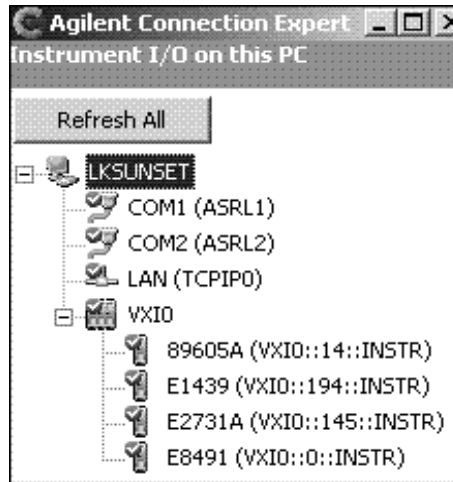 Agilent Connection Expert
Instrument I/O on this PC
Refresh All
LKSUNSET
COM1 (ASRL1)
COM2 (ASRL2)
LAN (TCPIP0)
VXI0
89605A (VXI0::14::INSTR)
E1439 (VXI0::194::INSTR)
E2731A (VXI0::145::INSTR)
E8491 (VXI0::0::INSTR)